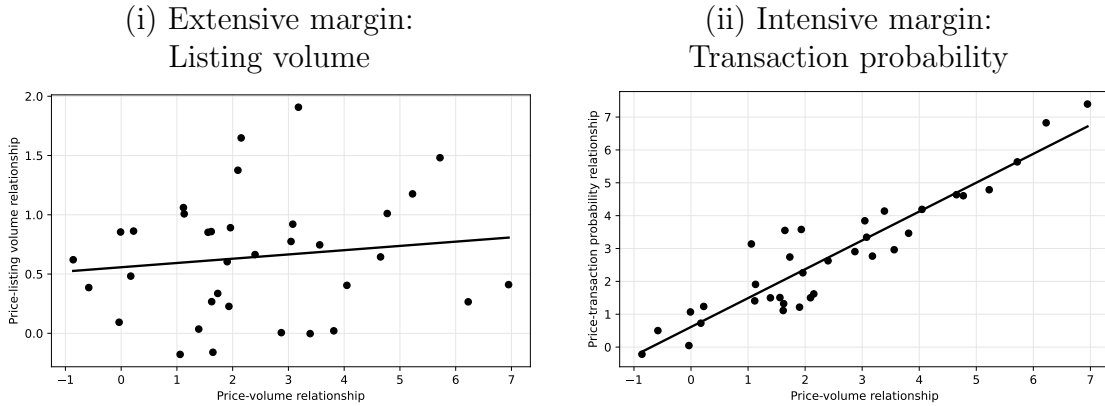 (i) Extensive margin:
Listing volume
(ii) Intensive margin:
Transaction probability
Price-listing volume relationship
2.0
1.5
1.0
0.5
0.0
−1 0 1 2 3 4 5 6 7
Price-volume relationship
Price-transaction probability relationship
7
6
5
4
3
2
1
0
−1 0 1 2 3 4 5 6 7
Price-volume relationship